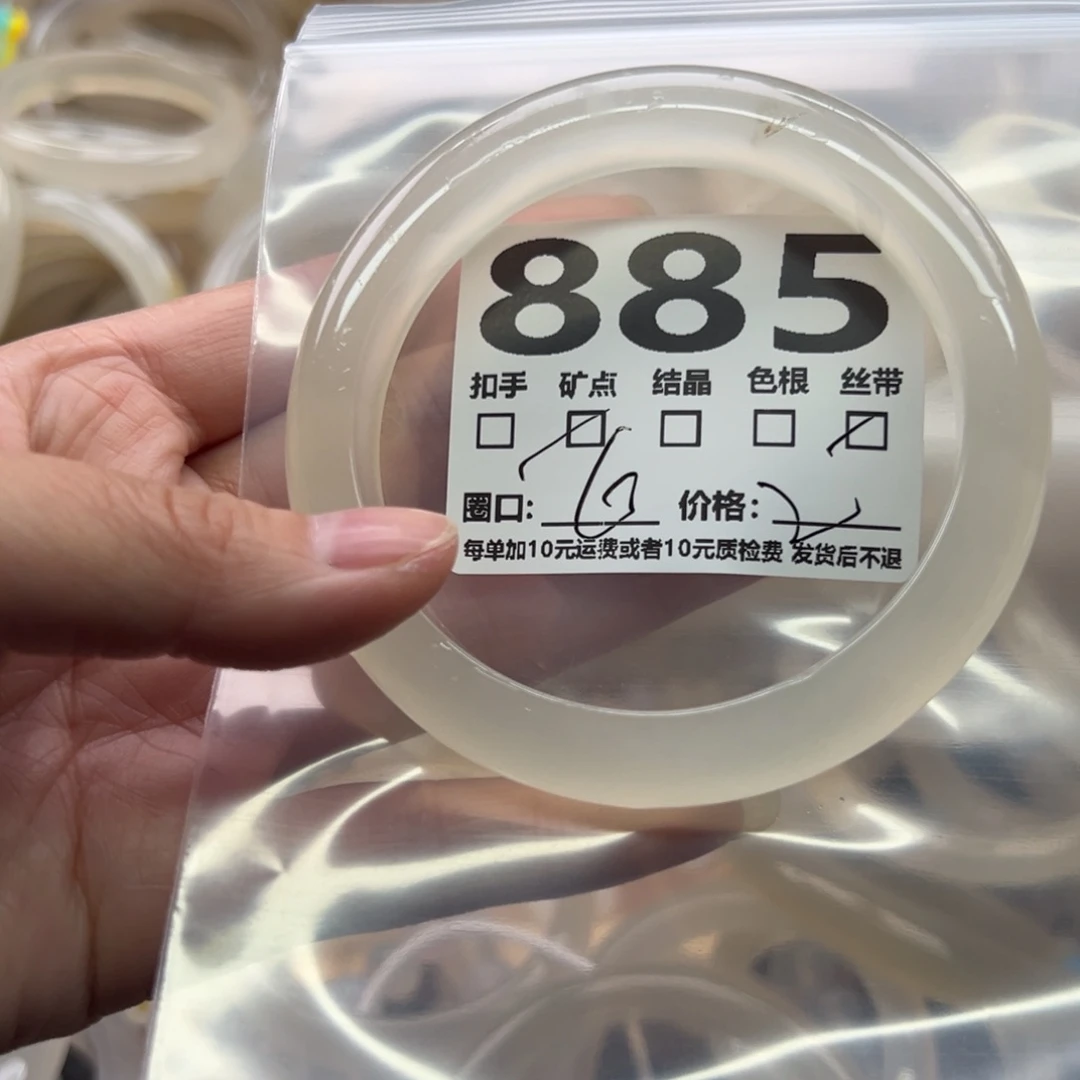 885
扣手 矿点 结晶 色根 丝带
圈口: 价格:
每单加10元运费或者10元质检费 发货后不退